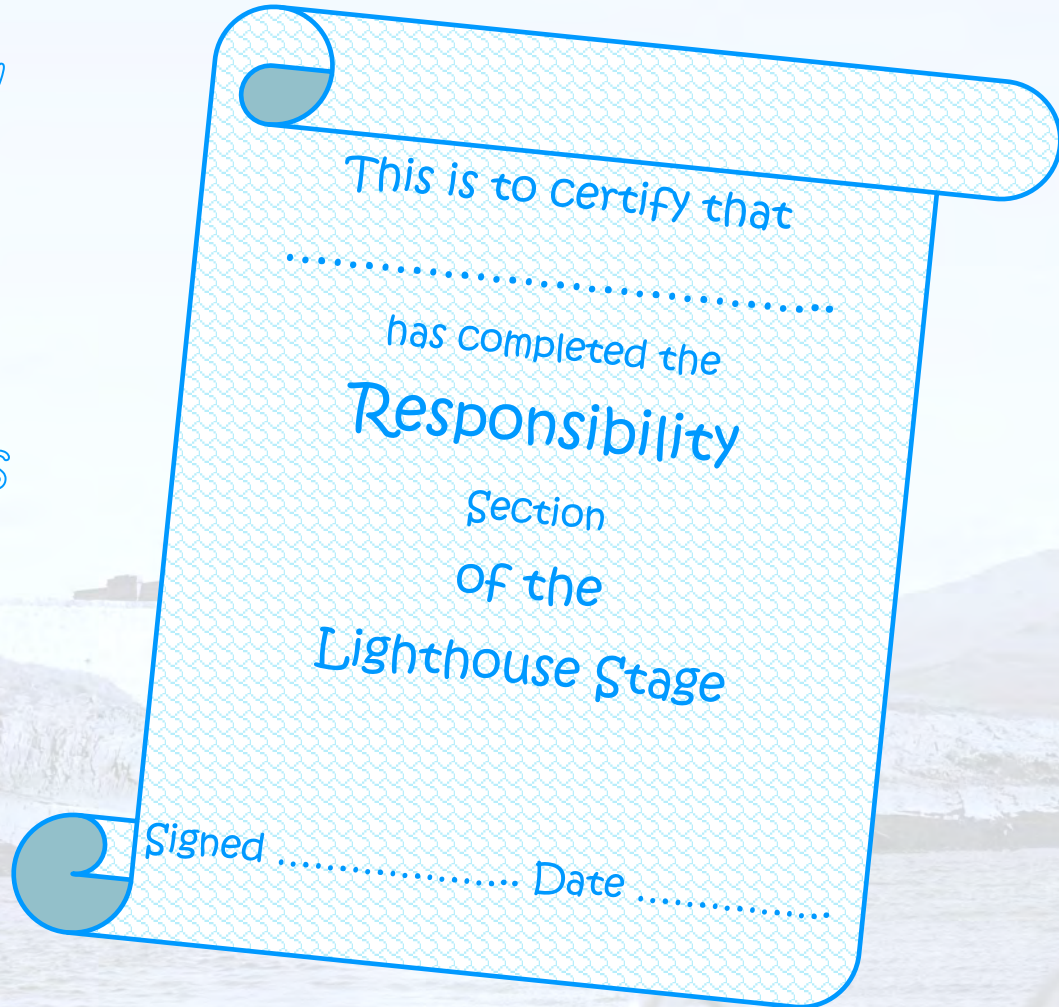 This is to certify that
......................................
has completed the
Responsibility
Section
of the
Lighthouse Stage
Signed .................... Date ................